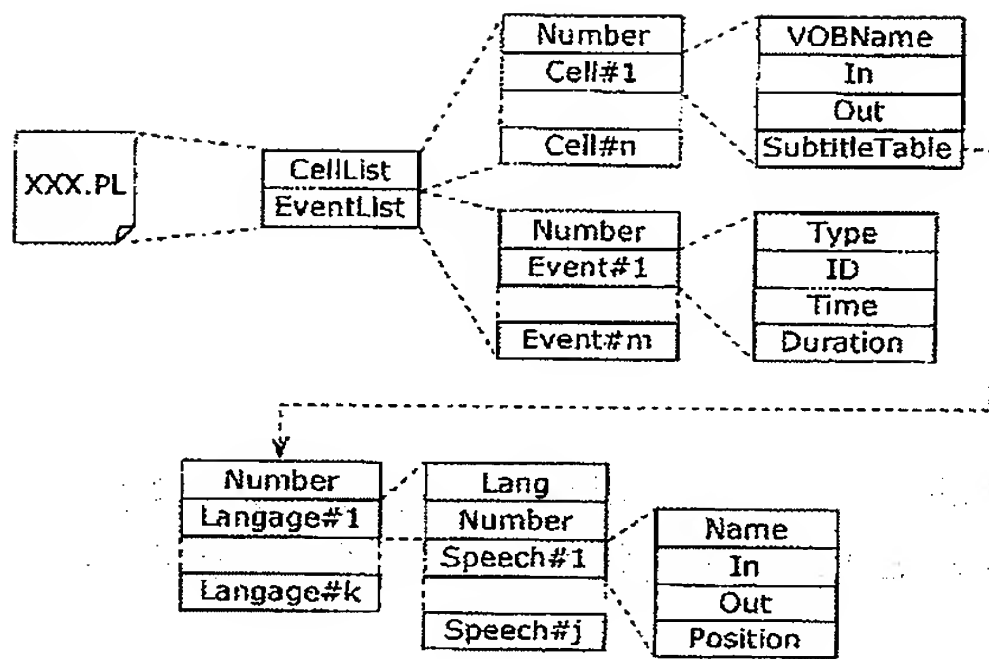 XXX.PL
CellList
EventList
Number
Cell#1
Cell#n
VOBName
In
Out
SubtitleTable
Number
Event#1
Event#m
Type
ID
Time
Duration
Number
Langage#1
Langage#k
Lang
Number
Speech#1
Speech#j
Name
In
Out
Position